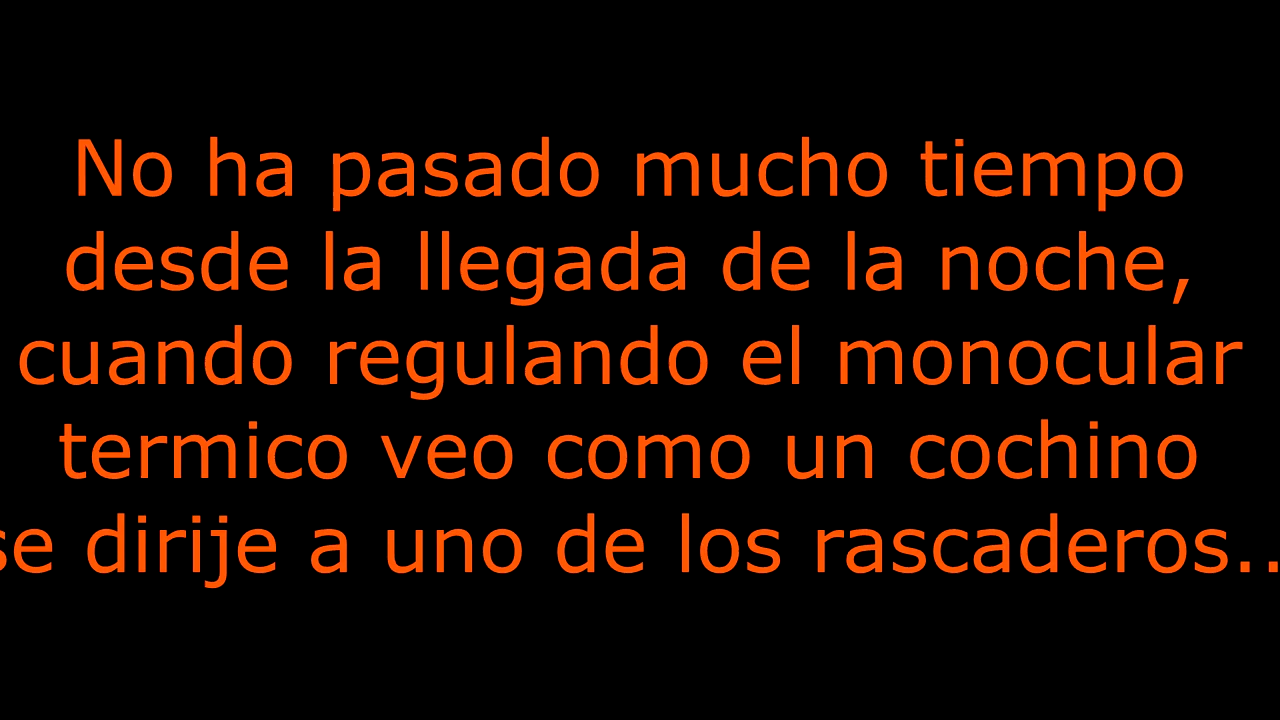 No ha pasado mucho tiempo
desde la llegada de la noche,
cuando regulando el monocular
termico veo como un cochino
se dirije a uno de los rascaderos..